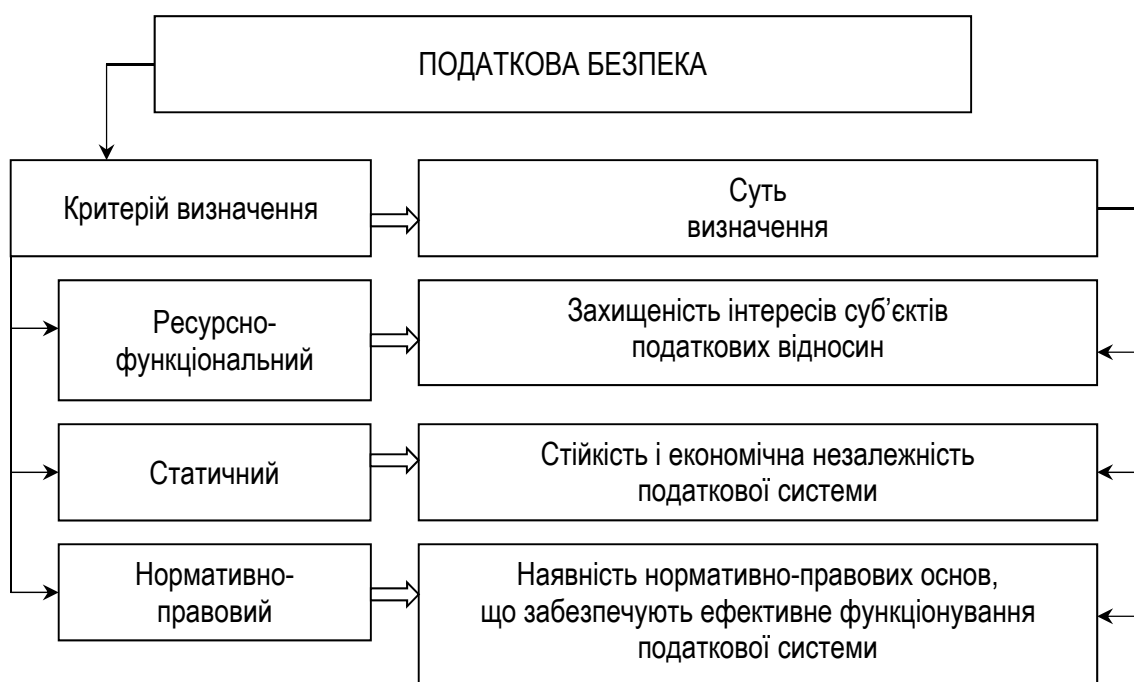 ПОДАТКОВА БЕЗПЕКА
Критерій визначення
Суть
визначення
Ресурсно-
функціональний
Захищеність інтересів суб’єктів
податкових відносин
Статичний
Стійкість і економічна незалежність
податкової системи
Нормативно-
правовий
Наявність нормативно-правових основ,
що забезпечують ефективне функціонування
податкової системи